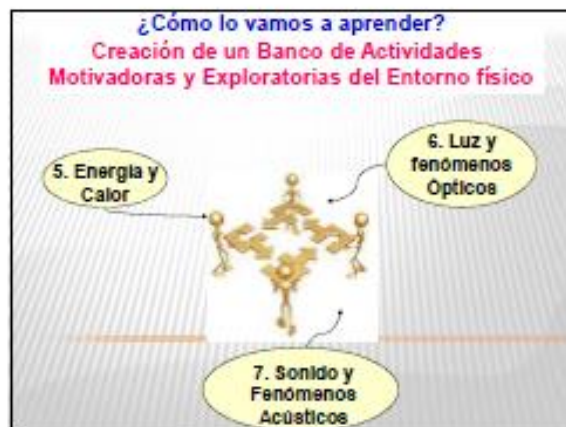 ¿Cómo lo vamos a aprender?
Creación de un Banco de Actividades
Motivadoras y Exploratorias del Entorno físico
5. Energía y
Calor
6. Luz y
fenómenos
Ópticos
7. Sonido y
Fenómenos
Acústicos